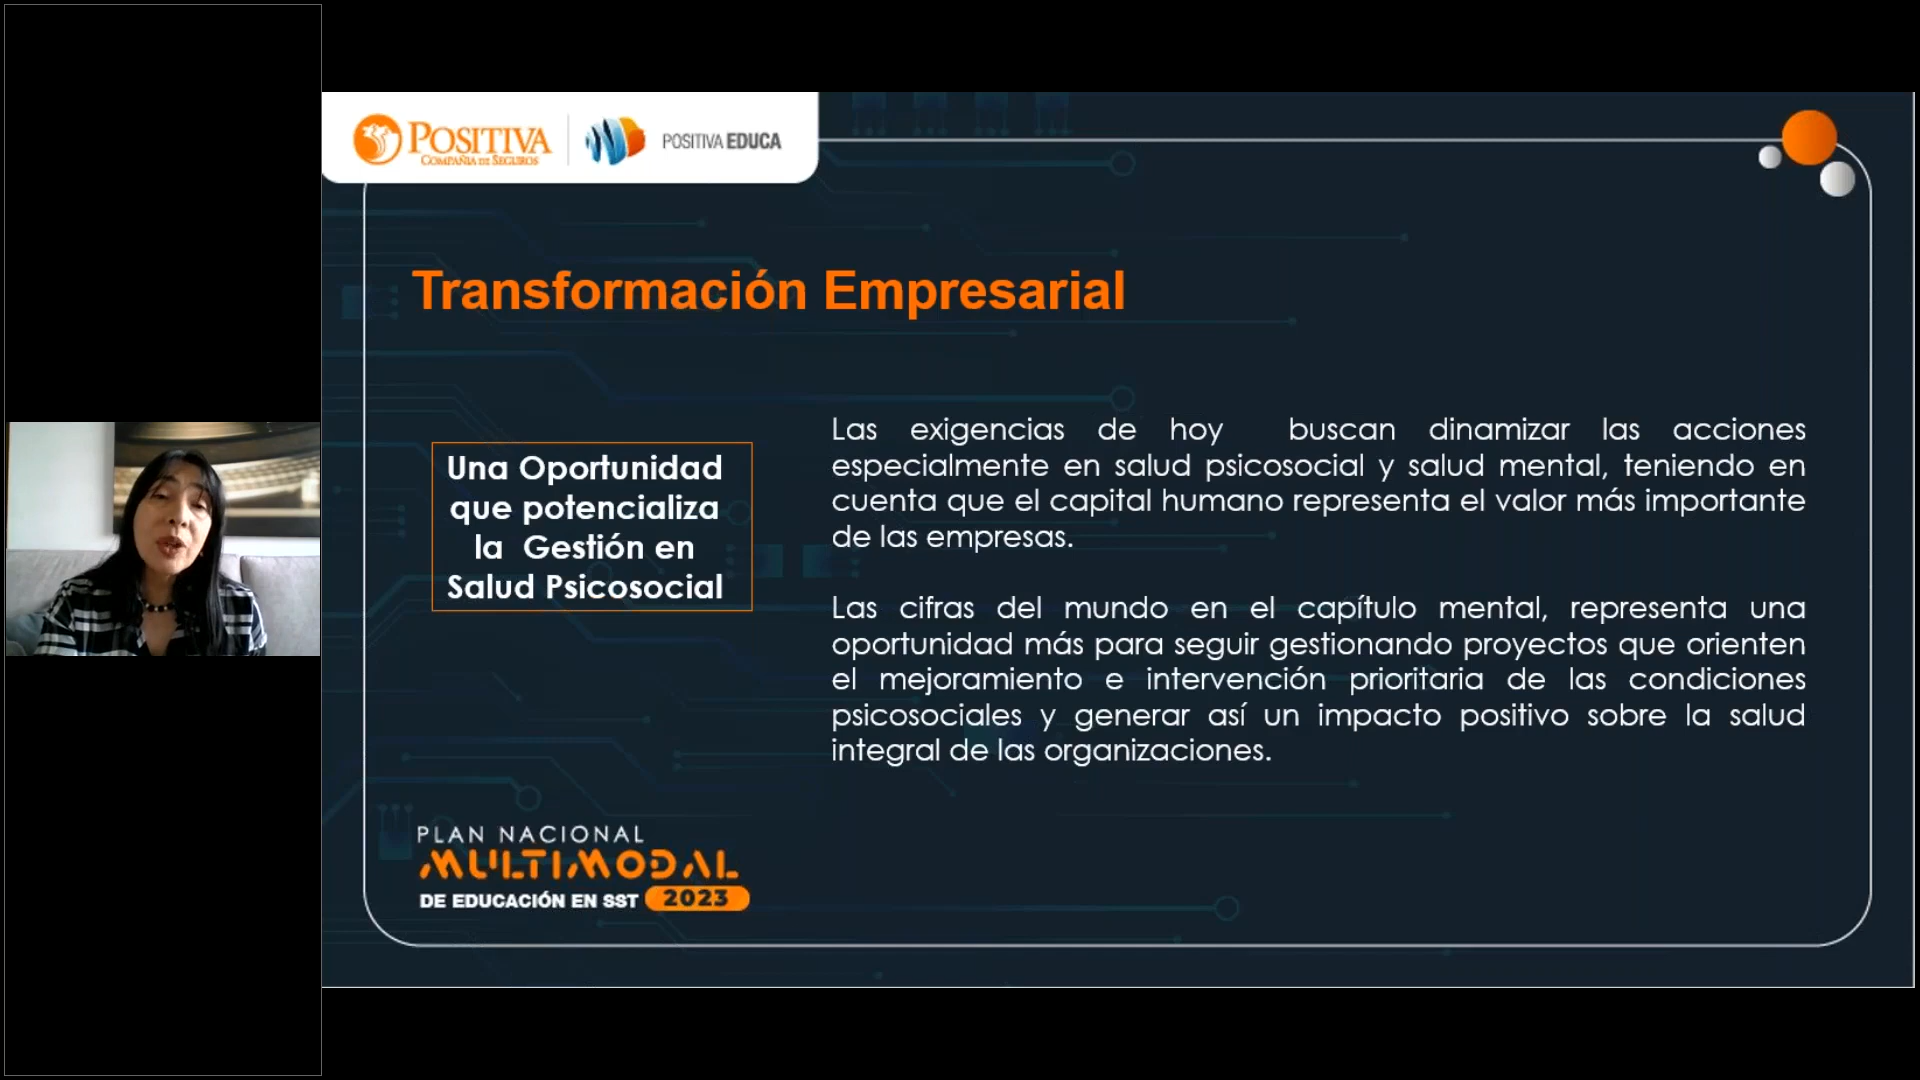 POSITIVA
COMPAÑIA DE SEGUROS
POSITIVA EDUCA
Transformación Empresarial
Una Oportunidad
que potencializa
la Gestión en
Salud Psicosocial
Las exigencias de hoy buscan dinamizar las acciones
especialmente en salud psicosocial y salud mental, teniendo en
cuenta que el capital humano representa el valor más importante
de las empresas.
Las cifras del mundo en el capítulo mental, representa una
oportunidad más para seguir gestionando proyectos que orienten
el mejoramiento e intervención prioritaria de las condiciones
psicosociales y generar así un impacto positivo sobre la salud
integral de las organizaciones.
PLAN NACIONAL
MULTIMODAL
DE EDUCACIÓN EN SST 2023